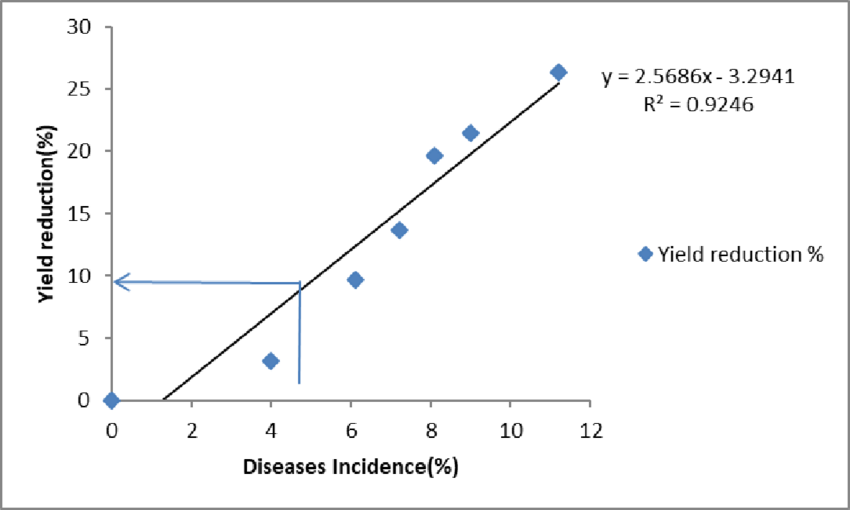 30
25
20
15
10
5
0
0 2 4 6 8 10 12
Yield reduction(%)
Diseases Incidence(%)
y = 2.5686x - 3.2941
R² = 0.9246
Yield reduction %